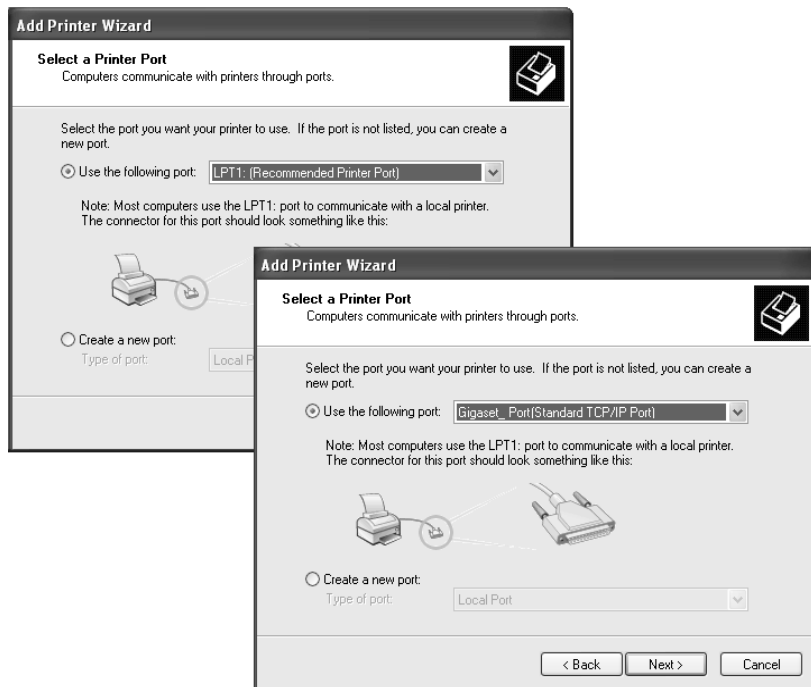 Add Printer Wizard
Select a Printer Port
Computers communicate with printers through ports.
Select the port you want your printer to use. If the port is not listed, you can create a
new port.
Use the following port:
LPT1: (Recommended Printer Port)
Note: Most computers use the LPT1: port to communicate with a local printer.
The connector for this port should look something like this:
Create a new port:
Type of port:
Local P
Add Printer Wizard
Select a Printer Port
Computers communicate with printers through ports.
Select the port you want your printer to use. If the port is not listed, you can create a
new port.
Use the following port:
Gigaset_ Port(Standard TCP/IP Port)
Note: Most computers use the LPT1: port to communicate with a local printer.
The connector for this port should look something like this:
Create a new port:
Type of port:
Local Port
< Back
Next >
Cancel